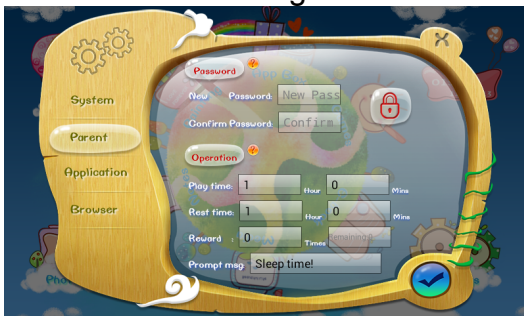 System
Parent
Application
Browser
Password
New Password: New Pass
Confirm Password: Confirm
Operation
Play time: 1 Hour 0 Mins
Rest time: 1 Hour 0 Mins
Reward : 0 Times
Prompt msg: Sleep time!